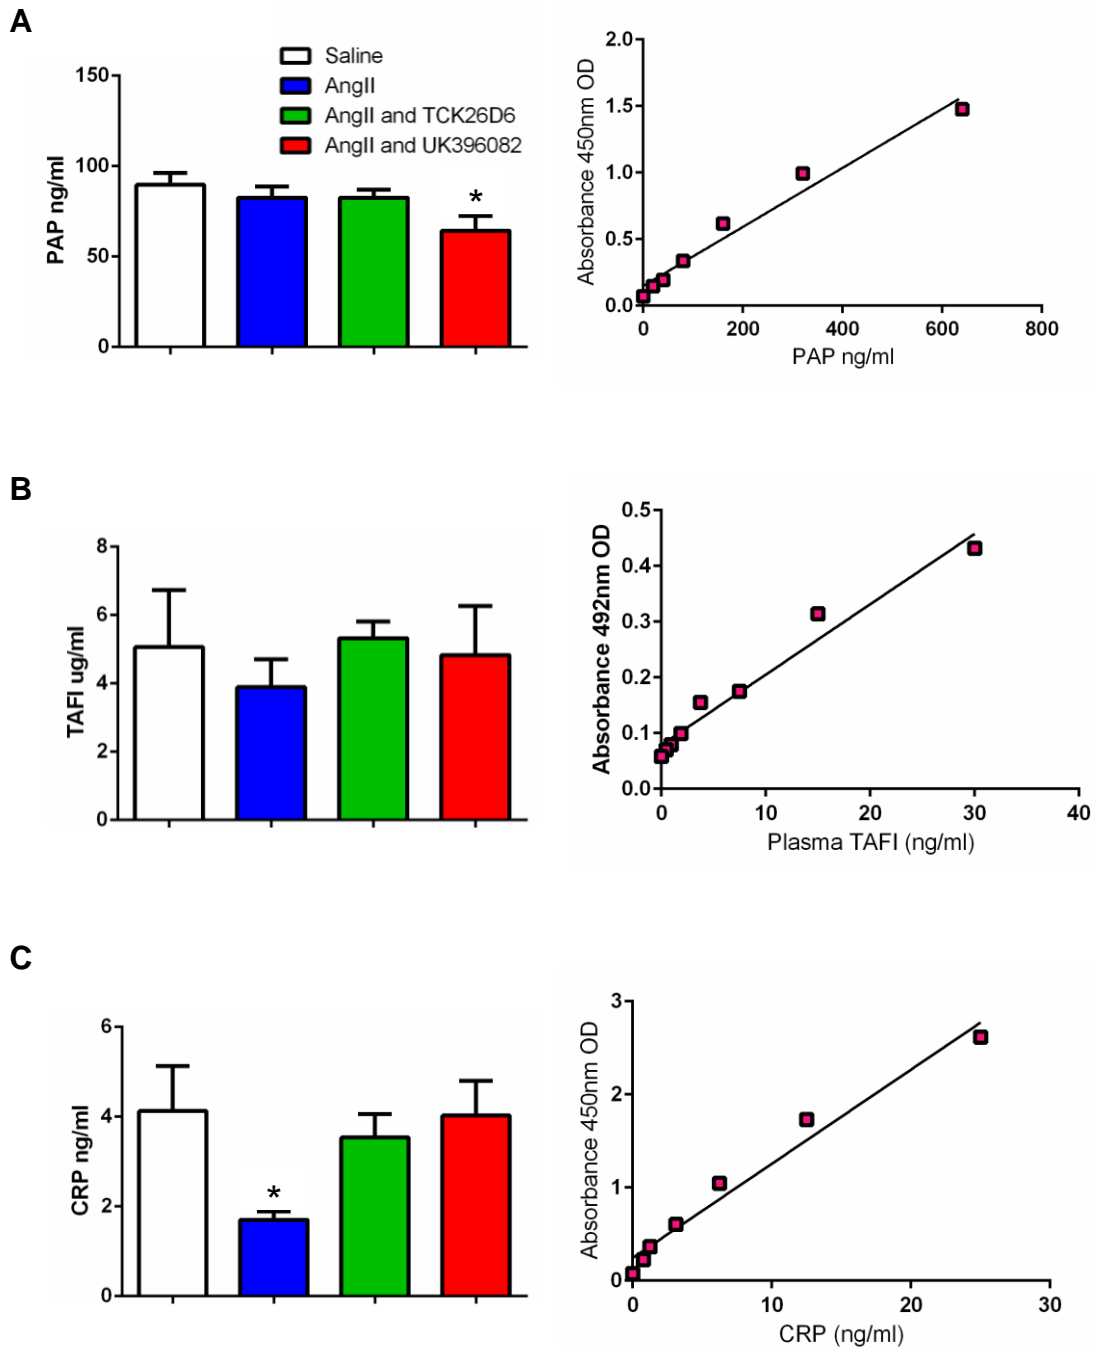 A
Saline
AngII
AngII and TCK26D6
AngII and UK396082
150
100
50
0
PAP ng/ml
*
2.0
1.5
1.0
0.5
0.0
Absorbance 450nm OD
0 200 400 600 800
PAP ng/ml
B
8
6
4
2
0
TAFI ug/ml
0.5
0.4
0.3
0.2
0.1
0.0
Absorbance 492nm OD
0 10 20 30 40
Plasma TAFI (ng/ml)
C
6
4
2
0
CRP ng/ml
*
3
2
1
0
Absorbance 450nm OD
0 10 20 30
CRP (ng/ml)